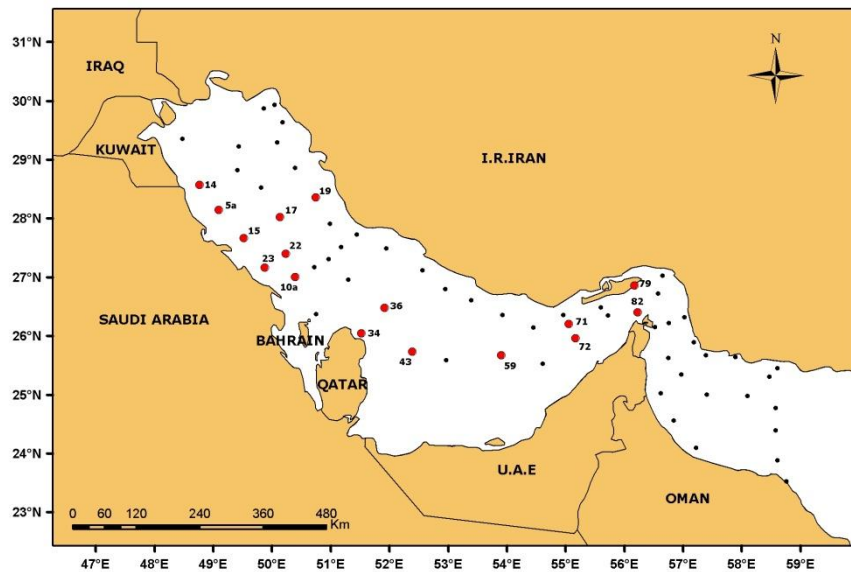 N
31°N
IRAQ
30°N
KUWAIT
I.R.IRAN
29°N
14
19
5a
17
28°N
15
22
23
10a
27°N
79
36
82
SAUDI ARABIA
71
26°N
34
BAHRAIN
43
59
72
QATAR
25°N
24°N
U.A.E
OMAN
23°N
0 60 120 240 360 480
Km
47°E 48°E 49°E 50°E 51°E 52°E 53°E 54°E 55°E 56°E 57°E 58°E 59°E